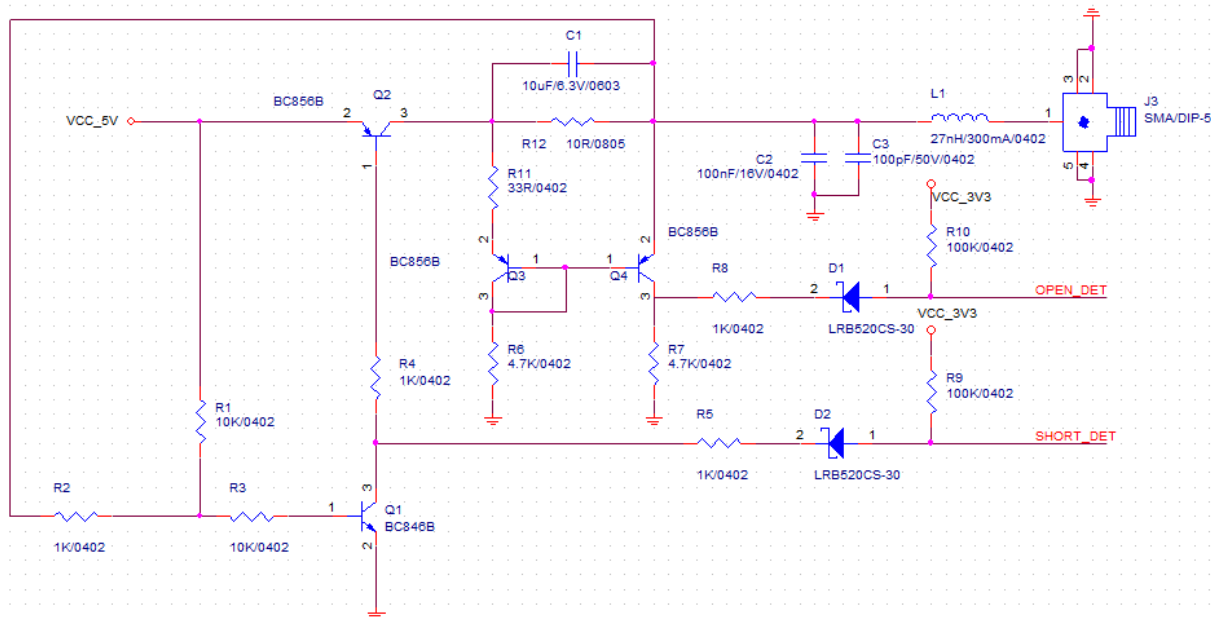 C1
10uF/6.3V/0603
Q2
BC856B
2
3
VCC_5V
1
R12
10R/0805
R11
33R/0402
L1
27nH/300mA/0402
1
3
2
J3
SMA/DIP-5
5
4
C2
100nF/16V/0402
C3
100pF/50V/0402
VCC_3V3
R10
100K/0402
BC856B
BC856B
2
1
Q3
3
2
1
Q4
3
R8
1K/0402
D1
2
1
LRB520CS-30
OPEN_DET
VCC_3V3
R9
100K/0402
R6
4.7K/0402
R7
4.7K/0402
R4
1K/0402
R1
10K/0402
R5
1K/0402
D2
2
1
LRB520CS-30
SHORT_DET
R2
1K/0402
R3
10K/0402
3
1
Q1
BC846B
2